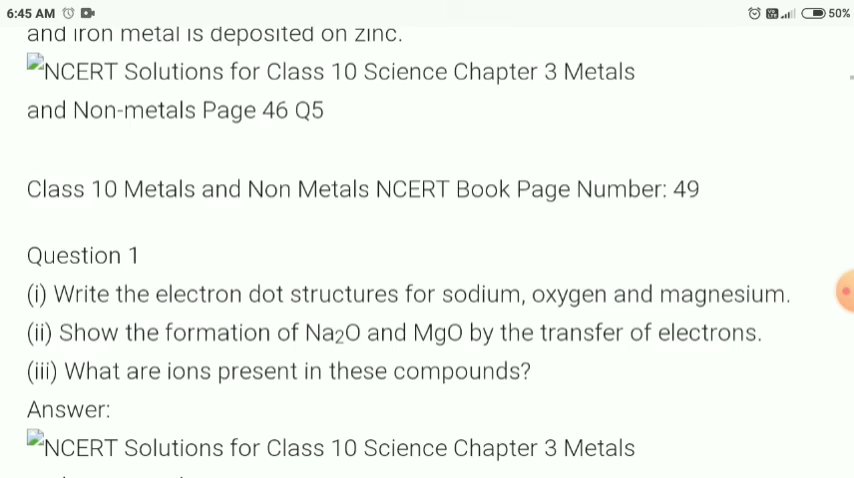 6:45 AM
50%
and iron metal is deposited on zinc.
NCERT Solutions for Class 10 Science Chapter 3 Metals
and Non-metals Page 46 Q5
Class 10 Metals and Non Metals NCERT Book Page Number: 49
Question 1
(i) Write the electron dot structures for sodium, oxygen and magnesium.
(ii) Show the formation of Na2O and MgO by the transfer of electrons.
(iii) What are ions present in these compounds?
Answer:
NCERT Solutions for Class 10 Science Chapter 3 Metals